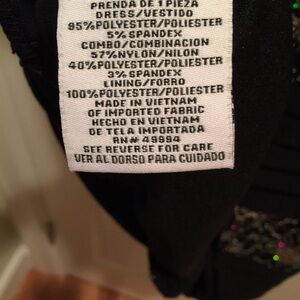 PRENDA DE 1 PIEZA
DRESS/VESTIDO
95%POLYESTER/POLIESTER
5% SPANDEX
COMBO/COMBINACION
57%NYLON/NILON
40%POLYESTER/POLIESTER
3% SPANDEX
LINING/FORRO
100%POLYESTER/POLIESTER
MADE IN VIETNAM
OF IMPORTED FABRIC
HECHO EN VIETNAM
DE TELA IMPORTADA
RN# 49994
SEE REVERSE FOR CARE
VER AL DORSO PARA CUIDADO